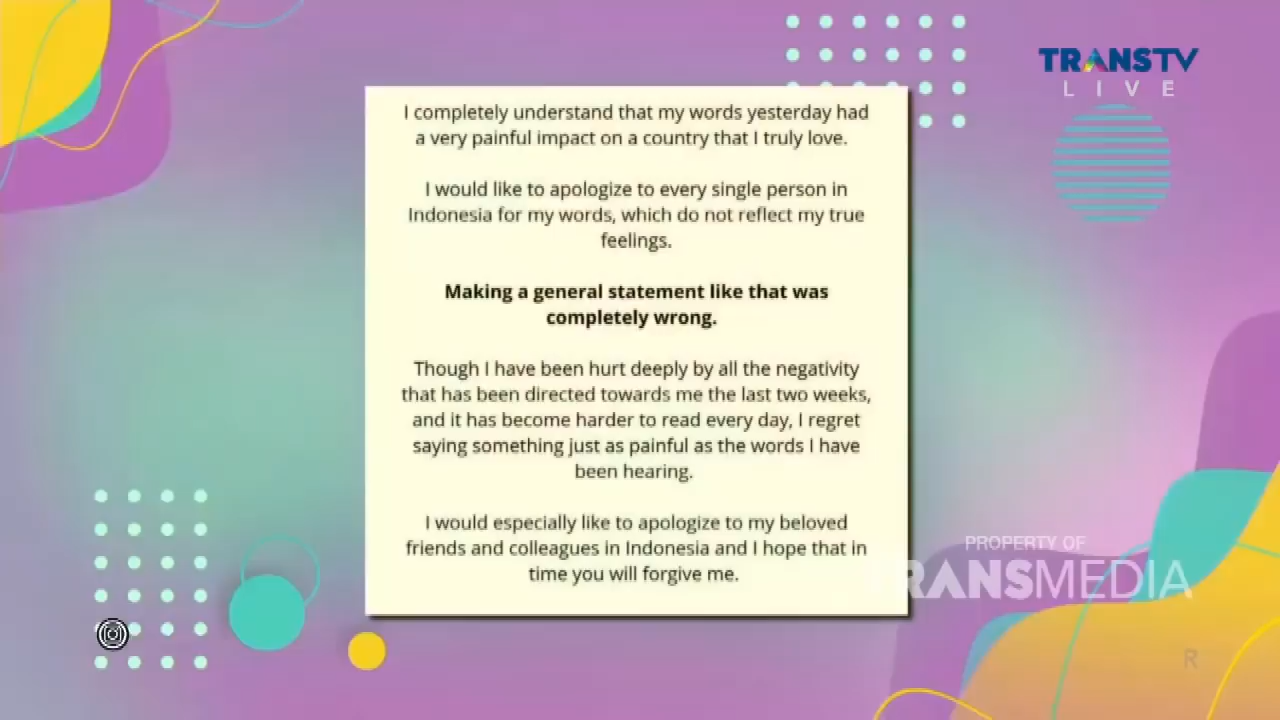 TRANSTV
LIVE
I completely understand that my words yesterday had
a very painful impact on a country that I truly love.
I would like to apologize to every single person in
Indonesia for my words, which do not reflect my true
feelings.
Making a general statement like that was
completely wrong.
Though I have been hurt deeply by all the negativity
that has been directed towards me the last two weeks,
and it has become harder to read every day, I regret
saying something just as painful as the words I have
been hearing.
I would especially like to apologize to my beloved
friends and colleagues in Indonesia and I hope that in
time you will forgive me.
PROPERTY OF
TRANSMEDIA
R